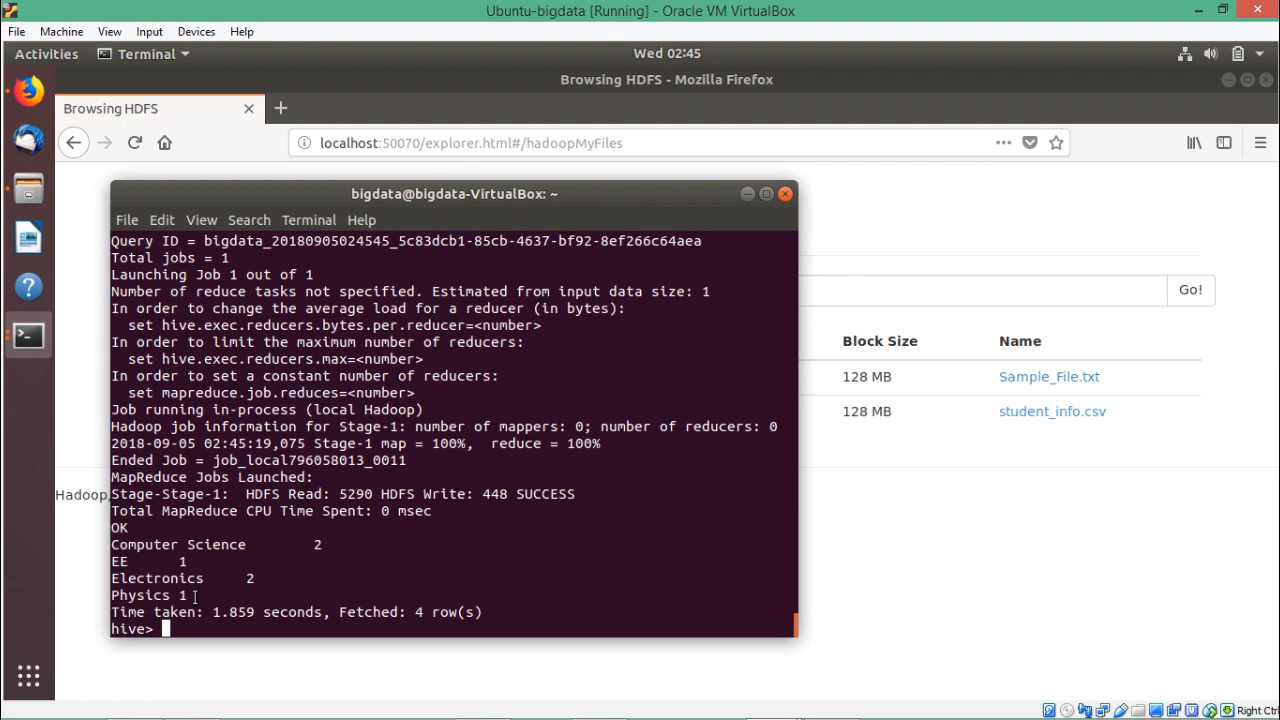 Ubuntu-bigdata [Running] - Oracle VM VirtualBox
File Machine View Input Devices Help
Activities Terminal Wed 02:45
Browsing HDFS - Mozilla Firefox
Browsing HDFS
localhost:50070/explorer.html#/hadoopMyFiles
bigdata@bigdata-VirtualBox: ~
File Edit View Search Terminal Help
Query ID = bigdata_20180905024545_5c83dcb1-85cb-4637-bf92-8ef266c64aea
Total jobs = 1
Launching Job 1 out of 1
Number of reduce tasks not specified. Estimated from input data size: 1
In order to change the average load for a reducer (in bytes):
  set hive.exec.reducers.bytes.per.reducer=<number>
In order to limit the maximum number of reducers:
  set hive.exec.reducers.max=<number>
In order to set a constant number of reducers:
  set mapreduce.job.reduces=<number>
Job running in-process (local Hadoop)
Hadoop job information for Stage-1: number of mappers: 0; number of reducers: 0
2018-09-05 02:45:19,075 Stage-1 map = 100%,  reduce = 100%
Ended Job = job_local796058013_0011
MapReduce Jobs Launched:
Stage-Stage-1:  HDFS Read: 5290 HDFS Write: 448 SUCCESS
Total MapReduce CPU Time Spent: 0 msec
OK
Computer Science 2
EE 1
Electronics 2
Physics 1
Time taken: 1.859 seconds, Fetched: 4 row(s)
hive>
Go!
Block Size Name
128 MB Sample_File.txt
128 MB student_info.csv
Hadoop,
Right Ctrl